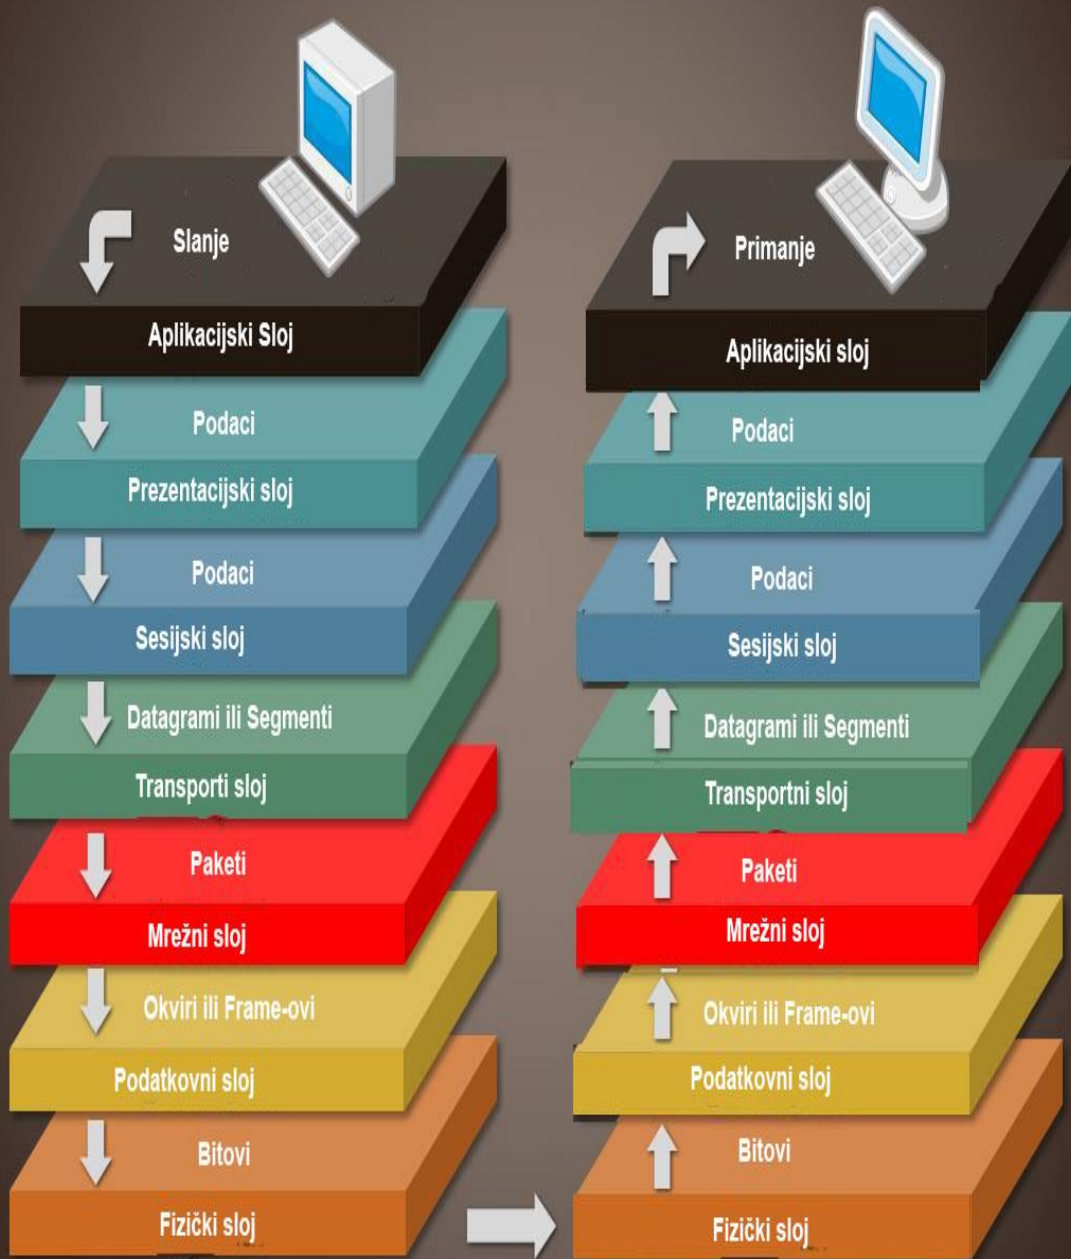 Slanje
Aplikacijski Sloj
Podaci
Prezentacijski sloj
Podaci
Sesijski sloj
Datagrami ili Segmenti
Transporti sloj
Paketi
Mrežni sloj
Okviri ili Frame-ovi
Podatkovni sloj
Bitovi
Fizički sloj
Primanje
Aplikacijski sloj
Podaci
Prezentacijski sloj
Podaci
Sesijski sloj
Datagrami ili Segmenti
Transportni sloj
Paketi
Mrežni sloj
Okviri ili Frame-ovi
Podatkovni sloj
Bitovi
Fizički sloj